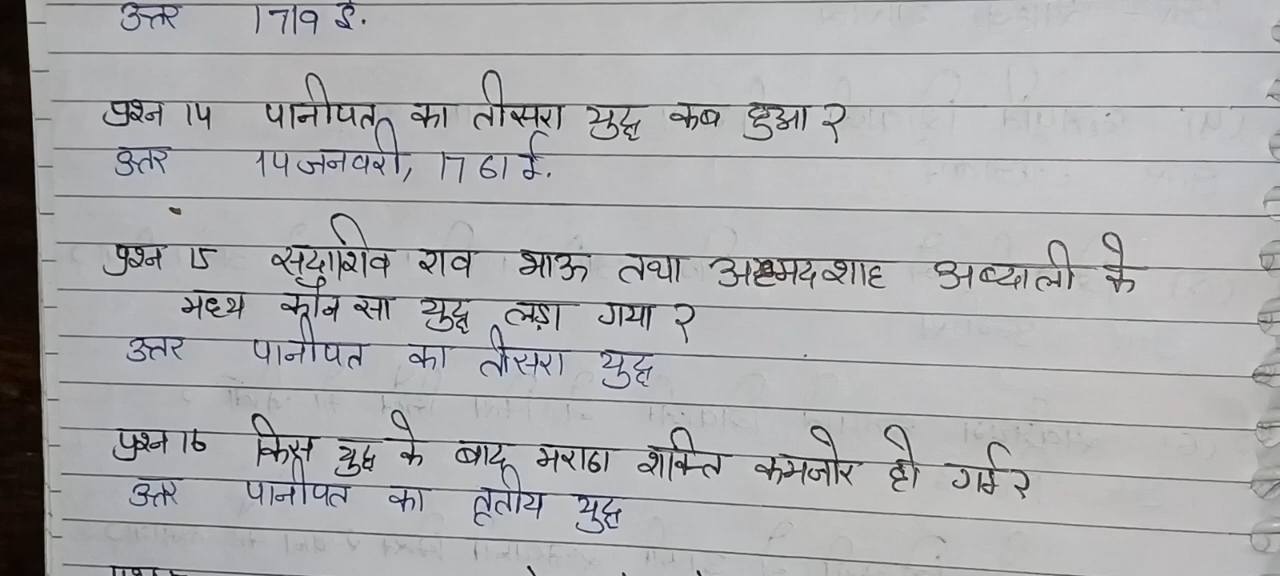 उत्तर 1719 ई.
प्रश्न 14 पानीपत का तीसरा युद्ध कब हुआ ?
उत्तर 14 जनवरी, 1761 ई.
प्रश्न 15 सदाशिव राव भाऊ तथा अहमदशाह अब्दाली के
मध्य कौन सा युद्ध लड़ा गया ?
उत्तर पानीपत का तीसरा युद्ध
प्रश्न 16 किस युद्ध के बाद मराठा शक्ति कमजोर हो गई ?
उत्तर पानीपत का तृतीय युद्ध